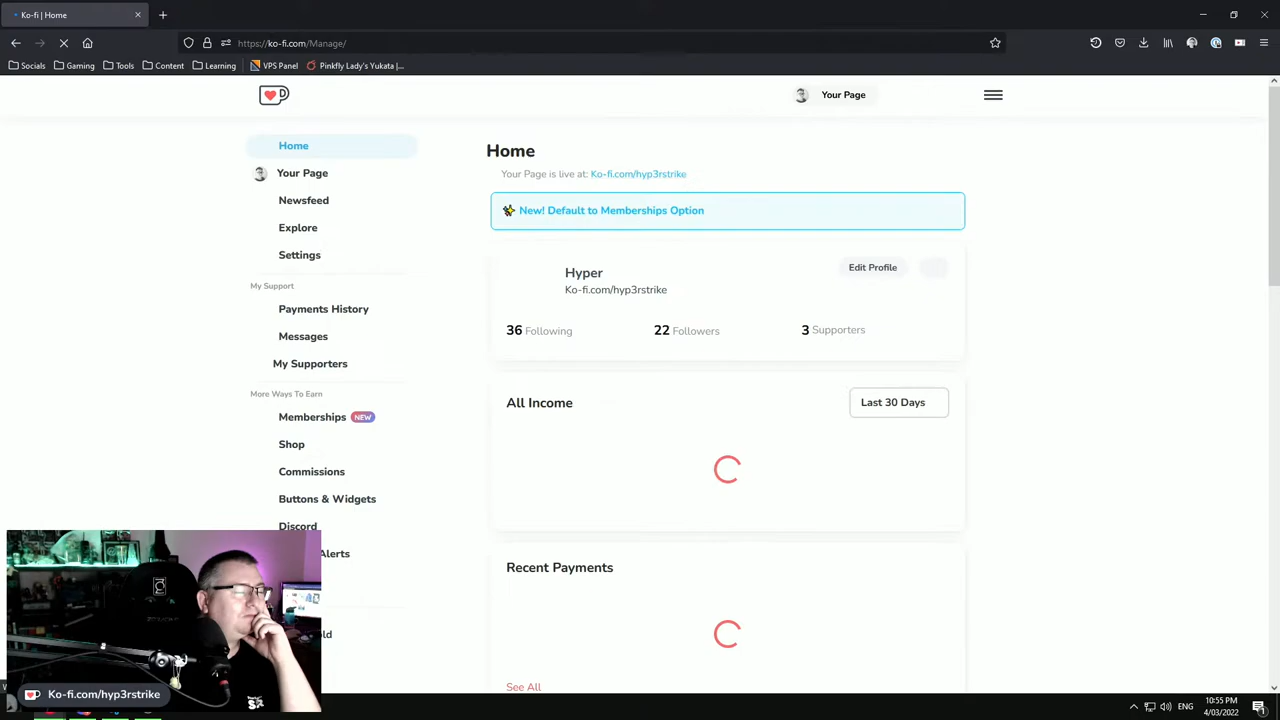 Ko-fi | Home
https://ko-fi.com/Manage/
Socials Gaming Tools Content Learning VPS Panel Pinkfly Lady's Yukata |...
Your Page
Home
Your Page
Newsfeed
Explore
Settings
My Support
Payments History
Messages
My Supporters
More Ways To Earn
Memberships NEW
Shop
Commissions
Buttons & Widgets
Discord
Alerts
ld
Home
Your Page is live at: Ko-fi.com/hyp3rstrike
New! Default to Memberships Option
Hyper
Ko-fi.com/hyp3rstrike
Edit Profile
36 Following
22 Followers
3 Supporters
All Income
Last 30 Days
Recent Payments
See All
Ko-fi.com/hyp3rstrike
ENG
10:55 PM
4/03/2022